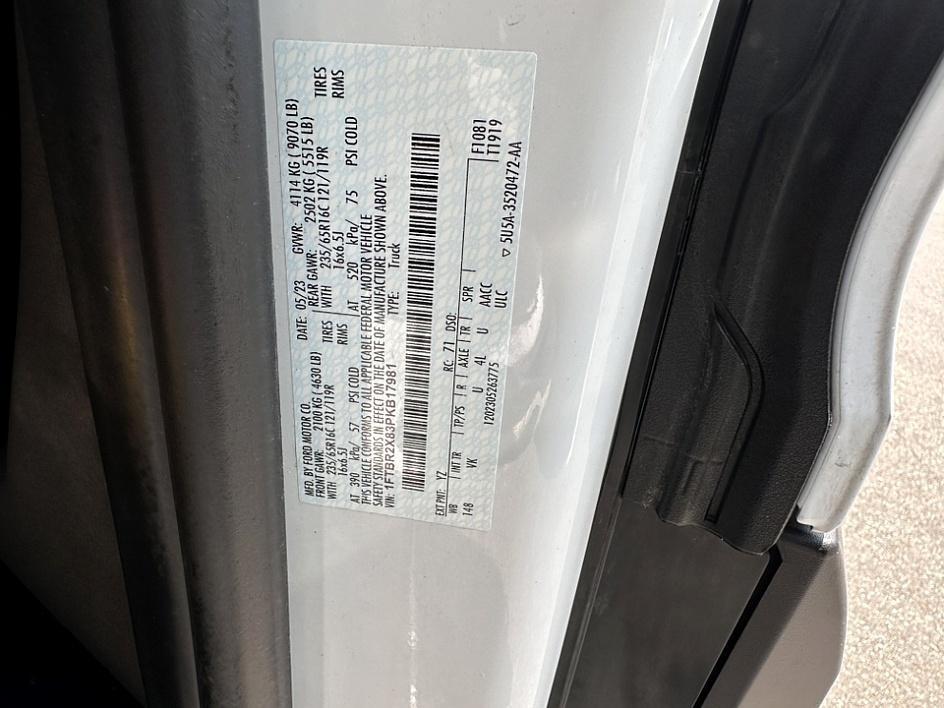 MFD. BY FORD MOTOR CO. DATE: 05/23 GVWR: 4114 KG ( 9070 LB)
FRONT GAWR: 2100 KG (4630 LB) REAR GAWR: 2502 KG ( 5515 LB)
WITH 235/65R16C 121/119R TIRES WITH 235/65R16C 121/119R TIRES
16x6.5J RIMS 16x6.5J RIMS
AT 390 kPa/ 57 PSI COLD AT 520 kPa/ 75 PSI COLD
THIS VEHICLE CONFORMS TO ALL APPLICABLE FEDERAL MOTOR VEHICLE
SAFETY STANDARDS IN EFFECT ON THE DATE OF MANUFACTURE SHOWN ABOVE.
VIN: 1FTBR2X83PKB17981 TYPE: Truck
EXT PNT: YZ RC: 71 DSO: F1081
WB INT TR TP/PS R AXLE TR SPR T1919
148 VK U 4L U AACC
ULC
1202305263775 ▽ 5U5A-3520472-AA